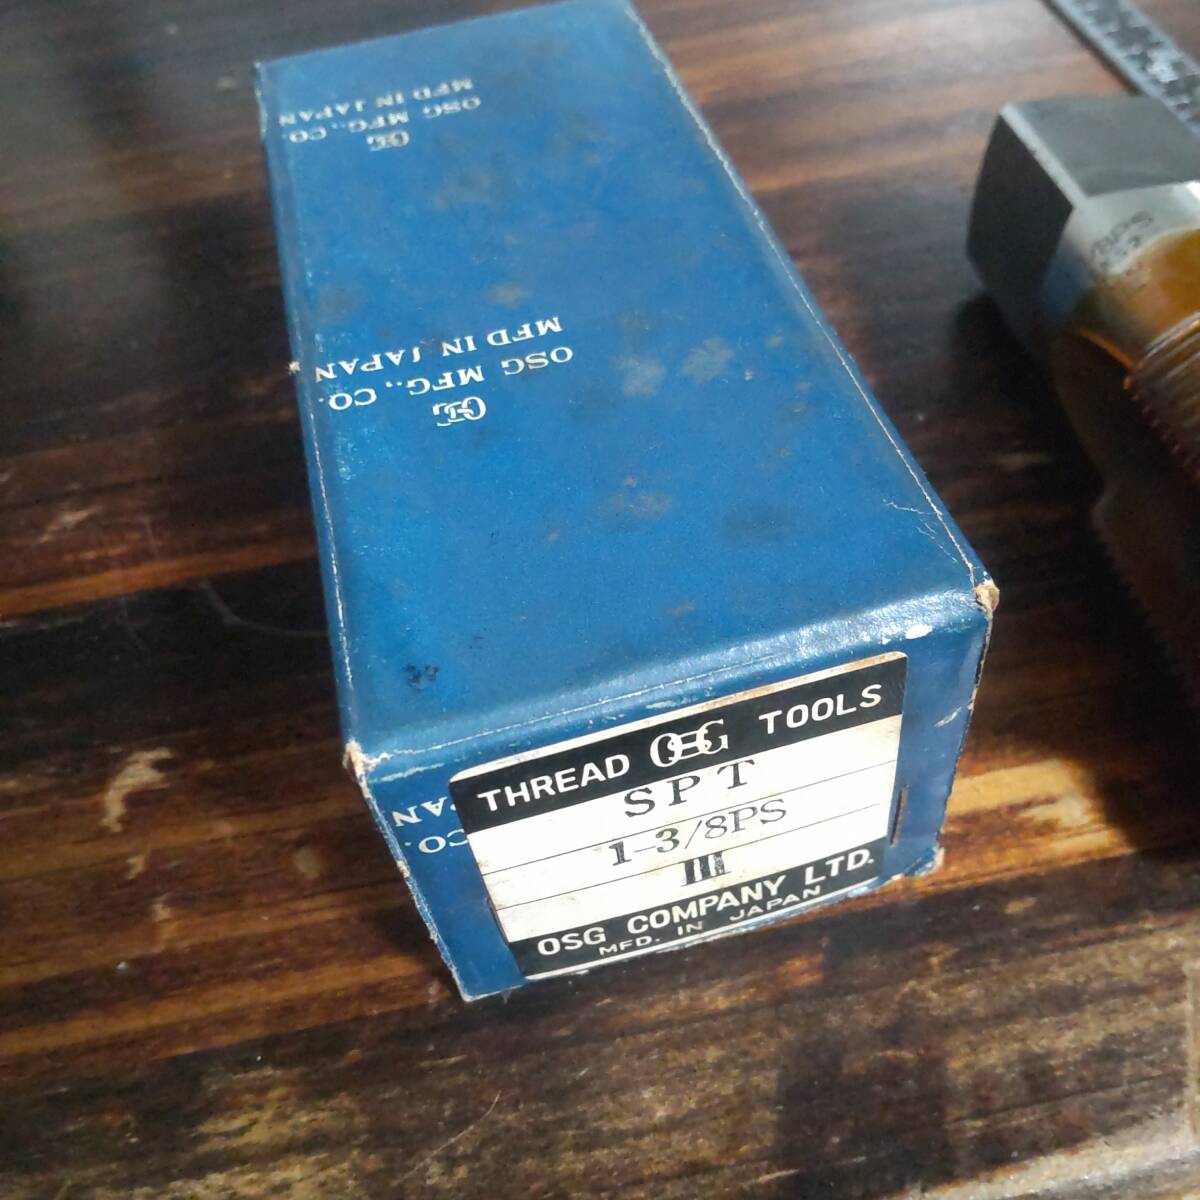 OSG
OSG MFG., CO.
MFD IN JAPAN
OSG
OSG MFG., CO.
MFD IN JAPAN
CO.
PAN
THREAD OSG TOOLS
SPT
1-3/8PS
III
OSG COMPANY LTD.
MFD. IN JAPAN